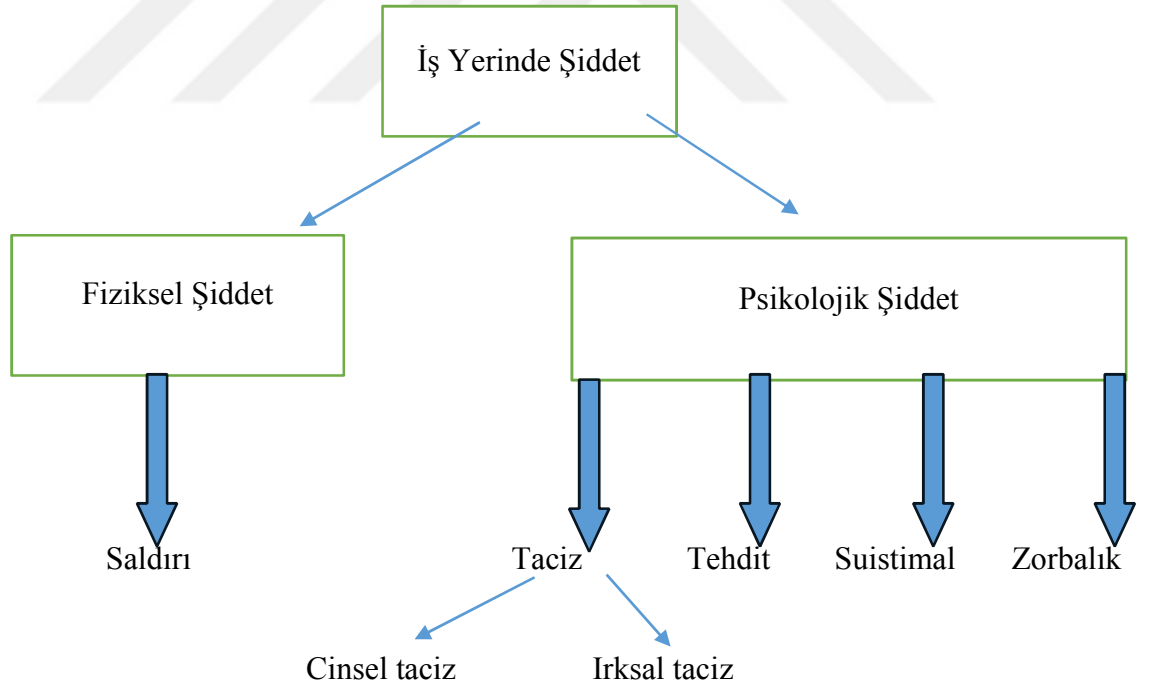 İş Yerinde Şiddet
Fiziksel Şiddet
Psikolojik Şiddet
Saldırı
Taciz
Tehdit
Suistimal
Zorbalık
Cinsel taciz
Irksal taciz